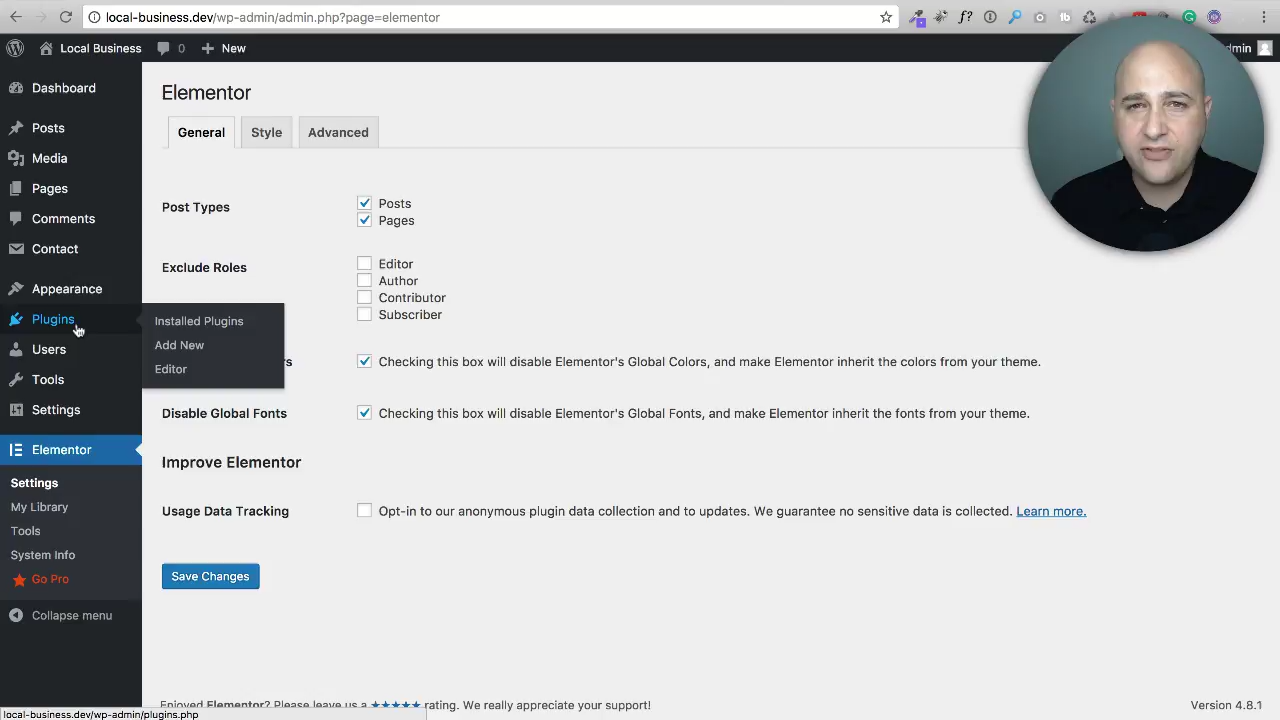 local-business.dev/wp-admin/admin.php?page=elementor
Local Business 0 New
Dashboard
Posts
Media
Pages
Comments
Contact
Appearance
Plugins
Installed Plugins
Add New
Editor
Users
Tools
Settings
Elementor
Settings
My Library
Tools
System Info
Go Pro
Collapse menu
Elementor
General Style Advanced
Post Types
Posts
Pages
Exclude Roles
Editor
Author
Contributor
Subscriber
Checking this box will disable Elementor's Global Colors, and make Elementor inherit the colors from your theme.
Disable Global Fonts
Checking this box will disable Elementor's Global Fonts, and make Elementor inherit the fonts from your theme.
Improve Elementor
Usage Data Tracking
Opt-in to our anonymous plugin data collection and to updates. We guarantee no sensitive data is collected. Learn more.
Save Changes
Enjoyed Elementor? Please leave us a ★★★★★ rating. We really appreciate your support!
Version 4.8.1
local-business.dev/wp-admin/plugins.php